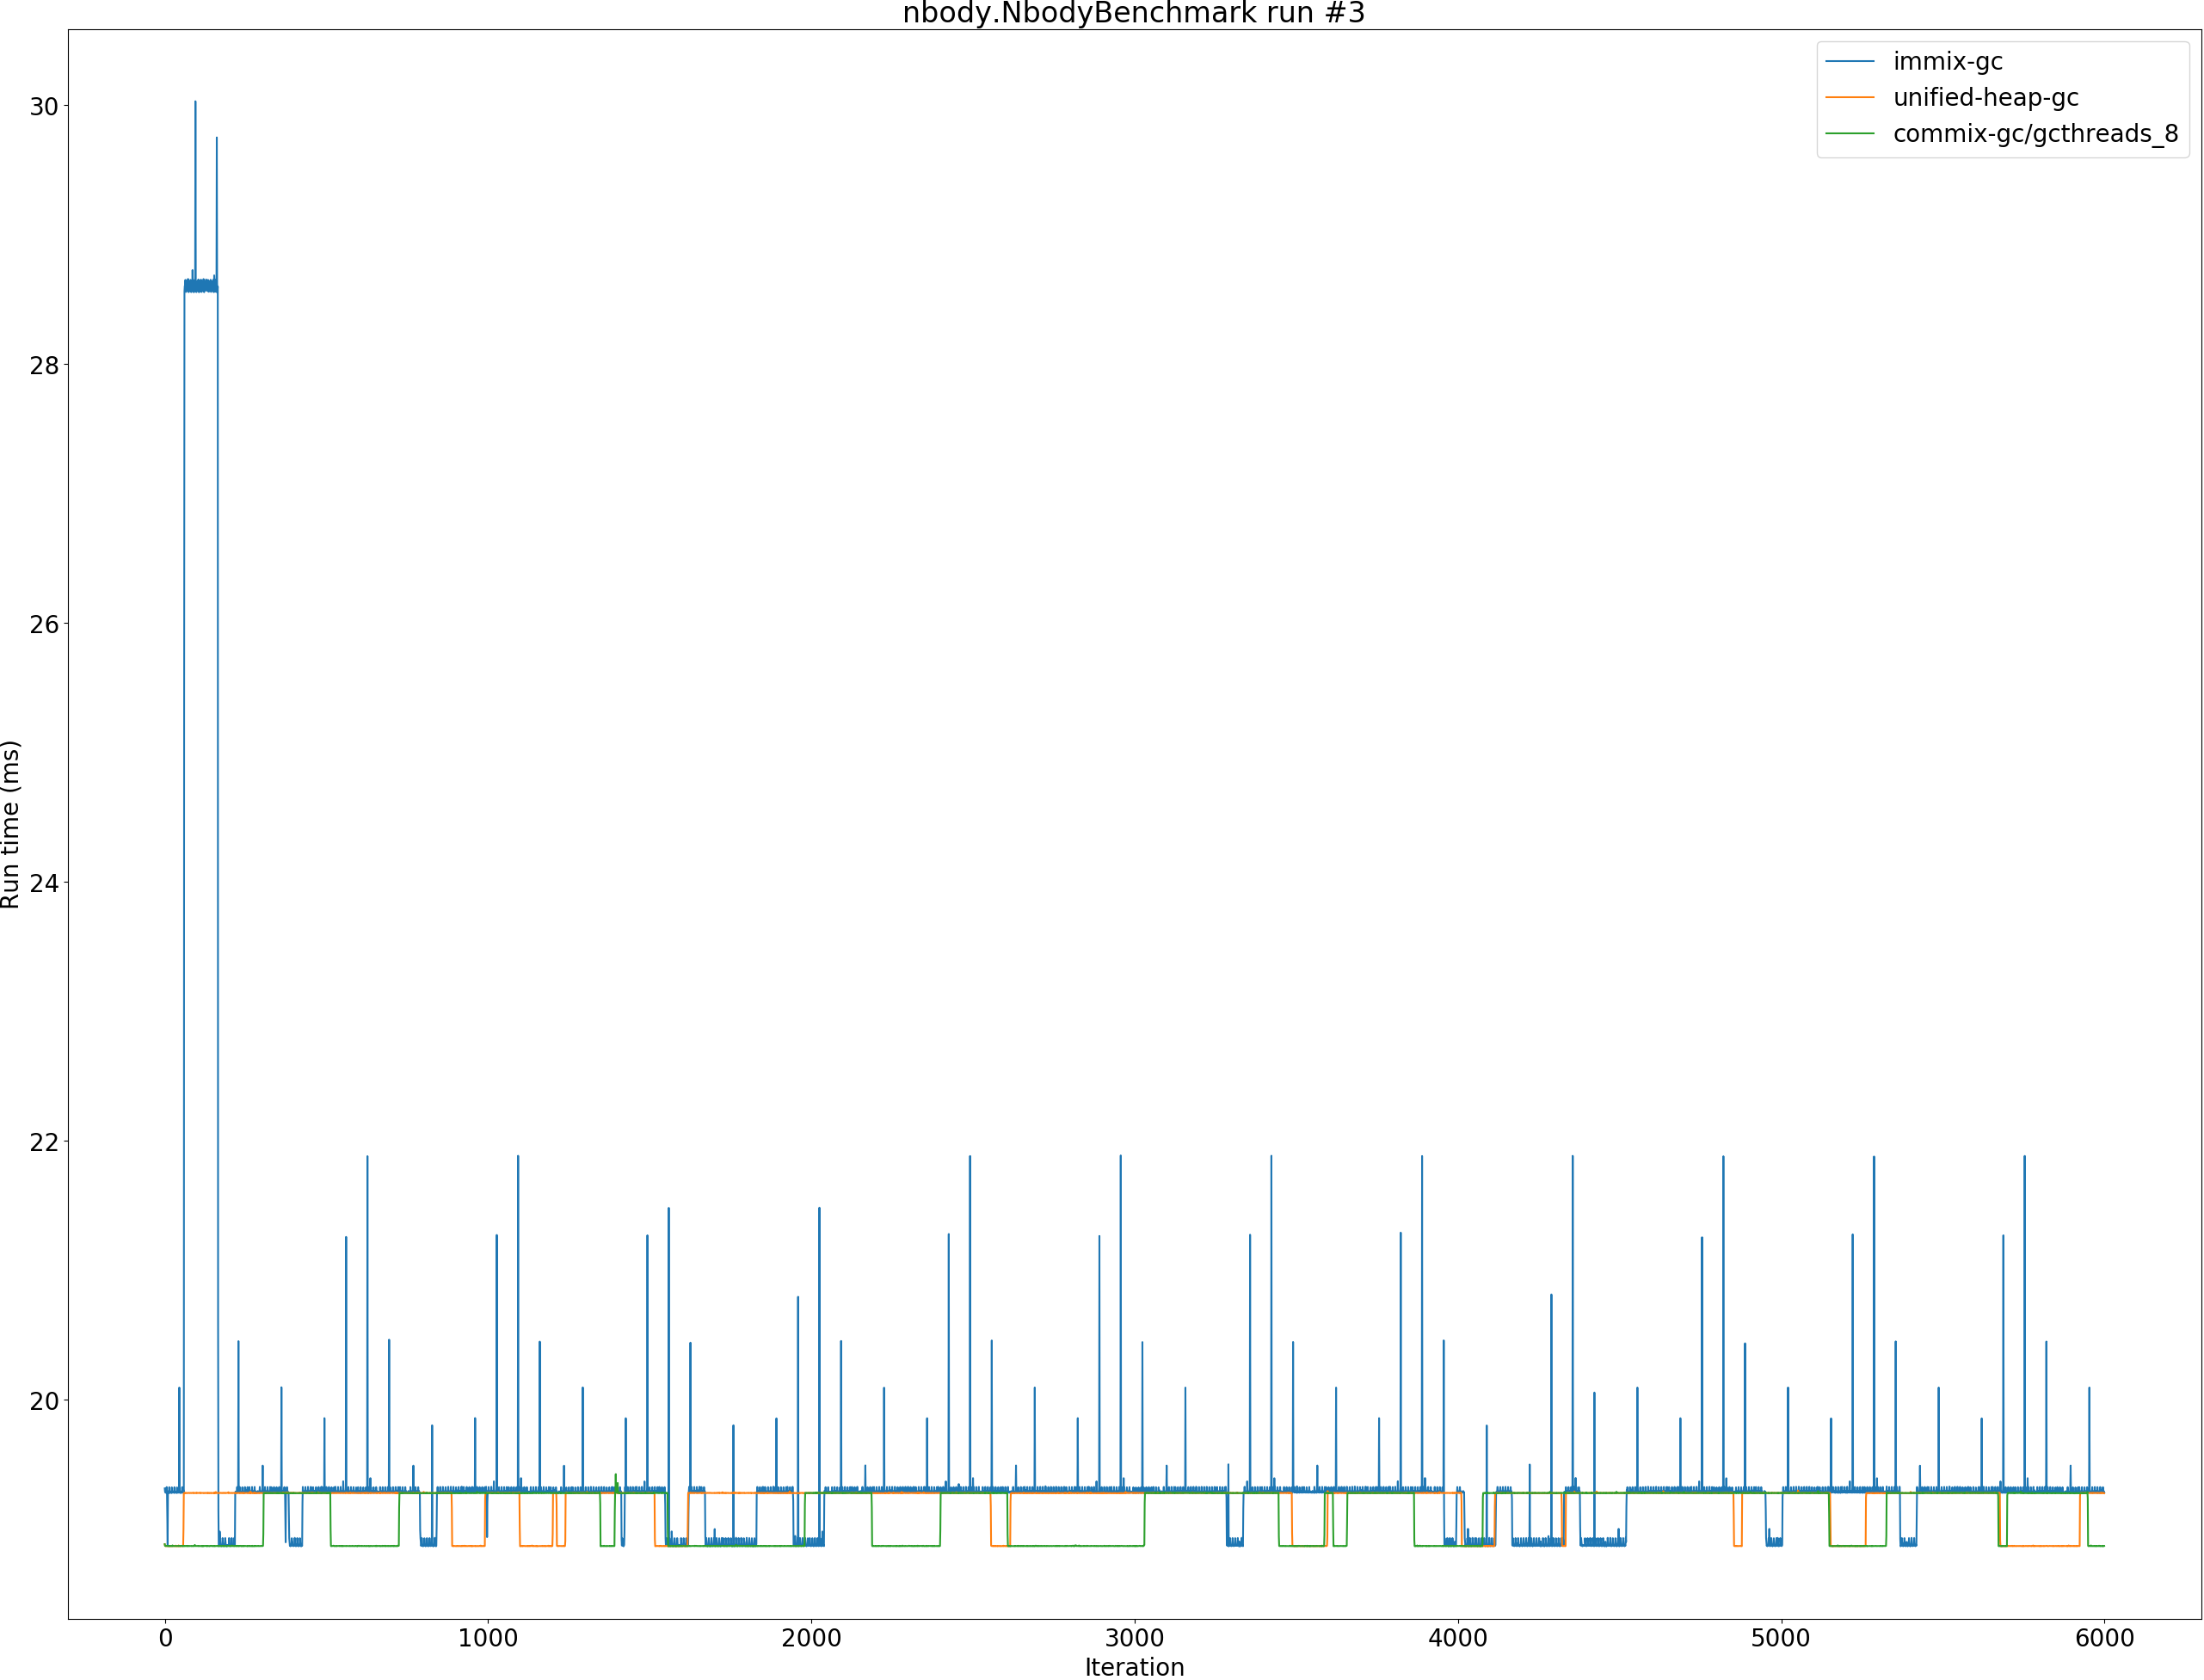 nbody.NbodyBenchmark run #3
immix-gc
unified-heap-gc
commix-gc/gcthreads_8
Run time (ms)
30
28
26
24
22
20
0 1000 2000 3000 4000 5000 6000
Iteration